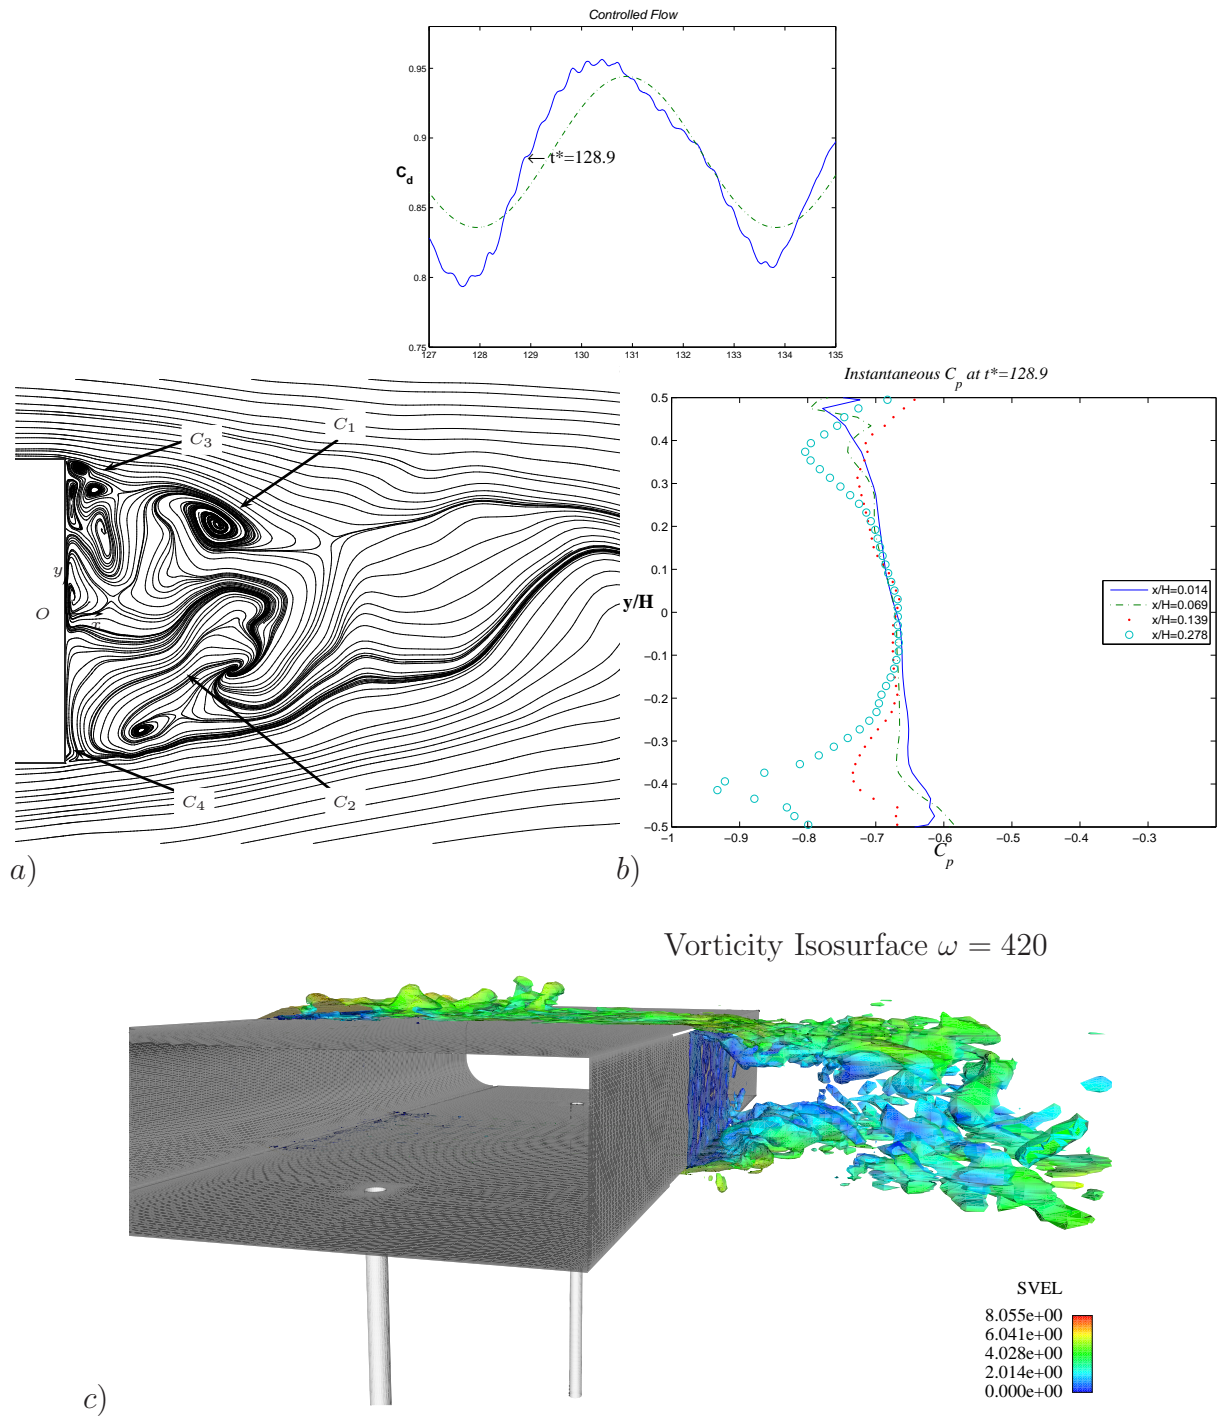 Controlled Flow
0.95
0.9
0.85
0.8
0.75
C_d
← t*=128.9
127 128 129 130 131 132 133 134 135
C_3
C_1
y
O
x
C_4
C_2
a)
Instantaneous C_p at t*=128.9
0.5
0.4
0.3
0.2
0.1
0
−0.1
−0.2
−0.3
−0.4
−0.5
y/H
x/H=0.014
x/H=0.069
x/H=0.139
x/H=0.278
−1 −0.9 −0.8 −0.7 −0.6 −0.5 −0.4 −0.3
C_p
b)
Vorticity Isosurface ω = 420
SVEL
8.055e+00
6.041e+00
4.028e+00
2.014e+00
0.000e+00
c)